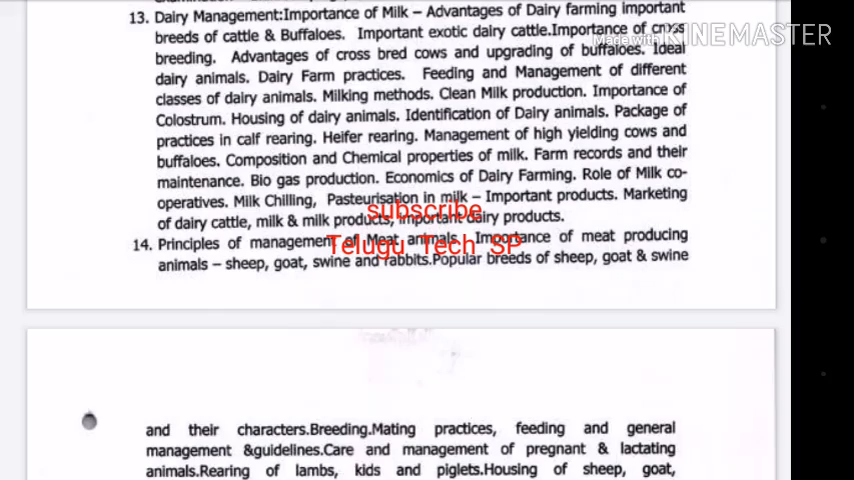 13. Dairy Management:Importance of Milk – Advantages of Dairy farming important
breeds of cattle & Buffaloes. Important exotic dairy cattle.Importance of cross
Made with KINEMASTER
breeding. Advantages of cross bred cows and upgrading of buffaloes. Ideal
dairy animals. Dairy Farm practices. Feeding and Management of different
classes of dairy animals. Milking methods. Clean Milk production. Importance of
Colostrum. Housing of dairy animals. Identification of Dairy animals. Package of
practices in calf rearing. Heifer rearing. Management of high yielding cows and
buffaloes. Composition and Chemical properties of milk. Farm records and their
maintenance. Bio gas production. Economics of Dairy Farming. Role of Milk co-
operatives. Milk Chilling, Pasteurisation in milk – Important products. Marketing
subscribe
of dairy cattle, milk & milk products, important dairy products.
14. Principles of management of Meat animals - Importance of meat producing
Telugu Tech SP
animals – sheep, goat, swine and rabbits.Popular breeds of sheep, goat & swine
and their characters.Breeding.Mating practices, feeding and general
management &guidelines.Care and management of pregnant & lactating
animals.Rearing of lambs, kids and piglets.Housing of sheep, goat,